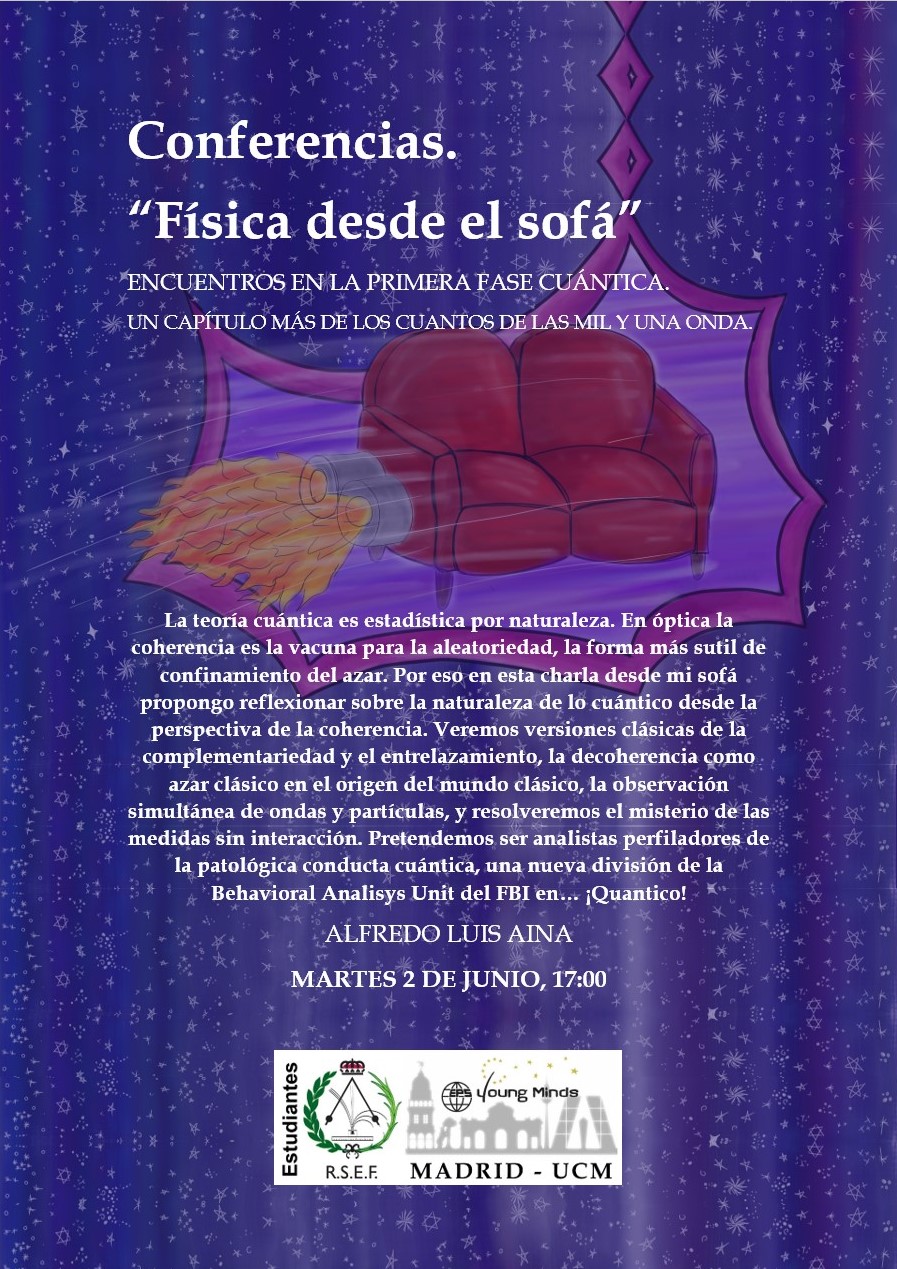 Conferencias.
“Física desde el sofá”
ENCUENTROS EN LA PRIMERA FASE CUÁNTICA.
UN CAPÍTULO MÁS DE LOS CUANTOS DE LAS MIL Y UNA ONDA.
La teoría cuántica es estadística por naturaleza. En óptica la
coherencia es la vacuna para la aleatoriedad, la forma más sutil de
confinamiento del azar. Por eso en esta charla desde mi sofá
propongo reflexionar sobre la naturaleza de lo cuántico desde la
perspectiva de la coherencia. Veremos versiones clásicas de la
complementariedad y el entrelazamiento, la decoherencia como
azar clásico en el origen del mundo clásico, la observación
simultánea de ondas y partículas, y resolveremos el misterio de las
medidas sin interacción. Pretendemos ser analistas perfiladores de
la patológica conducta cuántica, una nueva división de la
Behavioral Analisys Unit del FBI en… ¡Quantico!
ALFREDO LUIS AINA
MARTES 2 DE JUNIO, 17:00
Estudiantes
R.S.E.F.
EPS Young Minds
MADRID - UCM